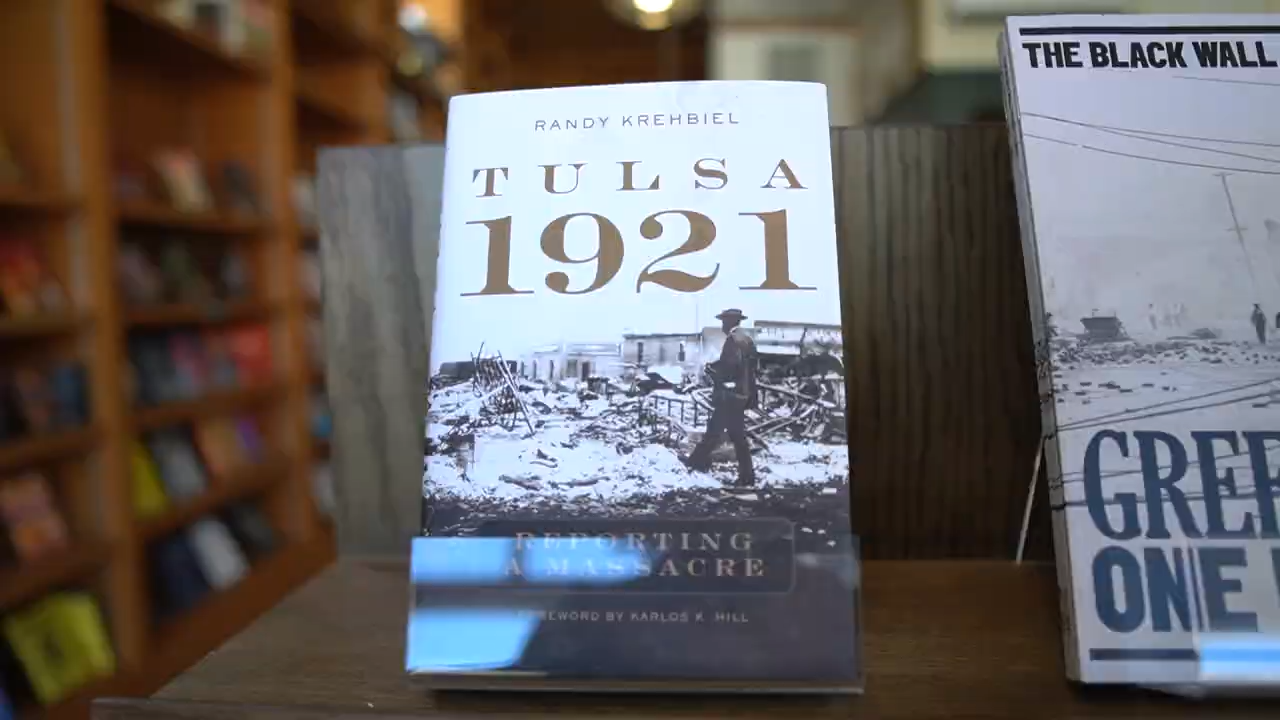 RANDY KREHBIEL
TULSA
1921
REPORTING
A MASSACRE
FOREWORD BY KARLOS K. HILL
THE BLACK WALL
GREE
ONE